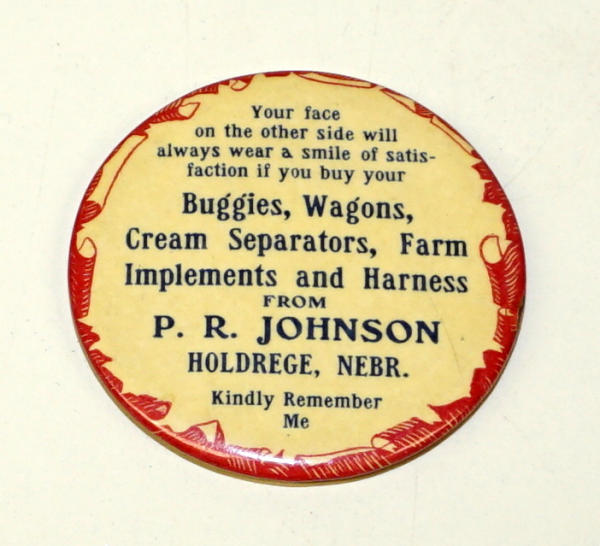 Your face
on the other side will
always wear a smile of satis-
faction if you buy your
Buggies, Wagons,
Cream Separators, Farm
Implements and Harness
FROM
P. R. JOHNSON
HOLDREGE, NEBR.
Kindly Remember
Me